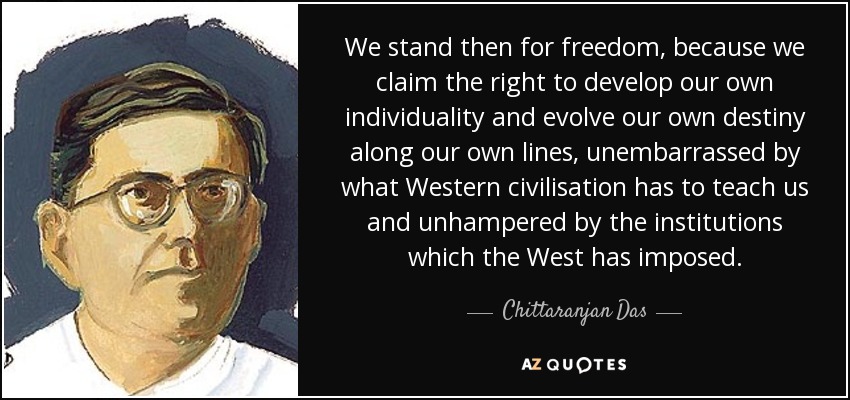 We stand then for freedom, because we
claim the right to develop our own
individuality and evolve our own destiny
along our own lines, unembarrassed by
what Western civilisation has to teach us
and unhampered by the institutions
which the West has imposed.
Chittaranjan Das
AZ QUOTES